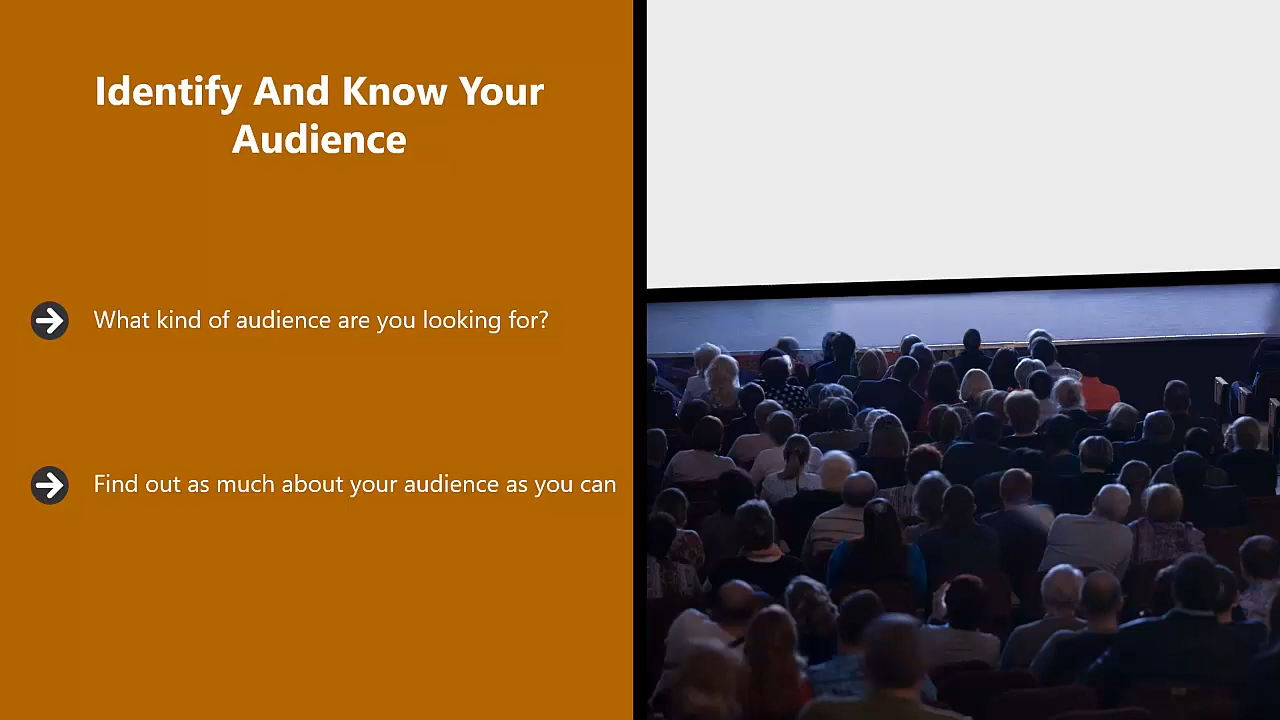 Identify And Know Your
Audience
What kind of audience are you looking for?
Find out as much about your audience as you can